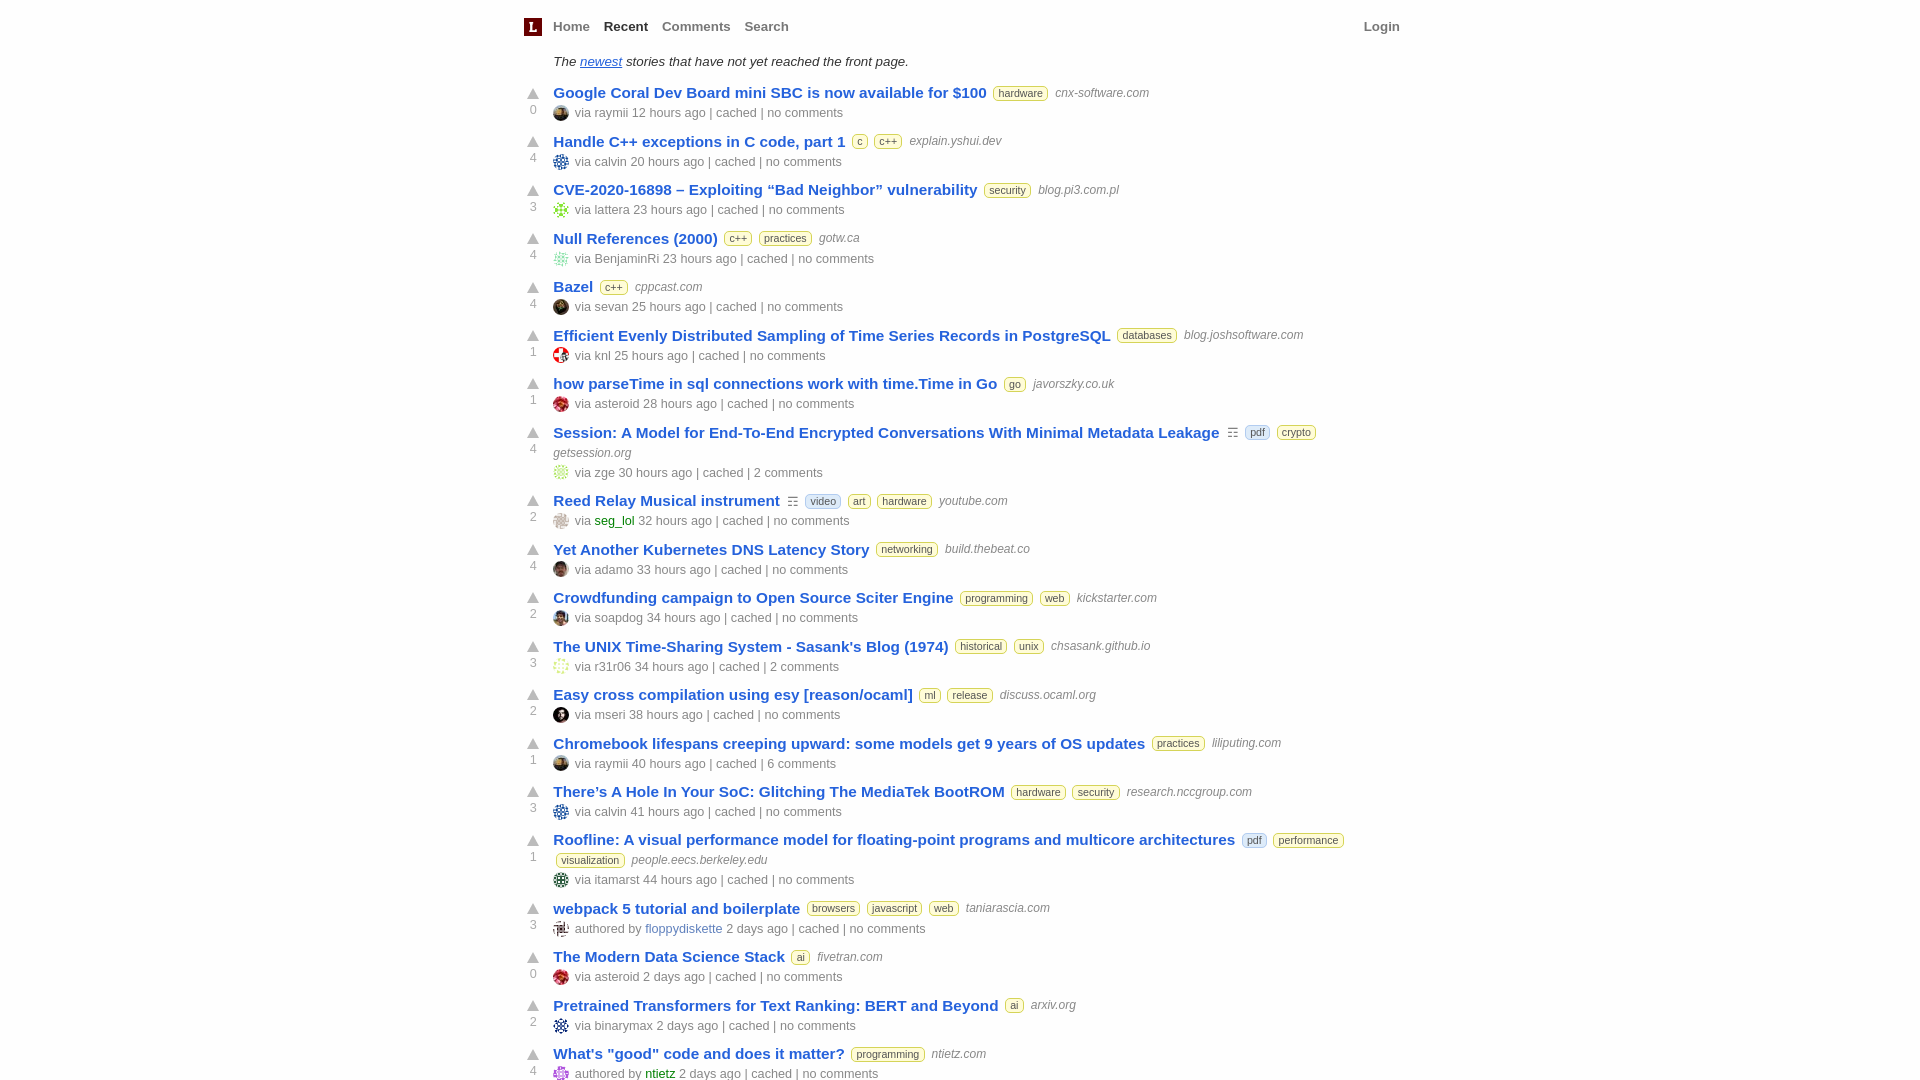 L Home Recent Comments Search Login
The newest stories that have not yet reached the front page.
Google Coral Dev Board mini SBC is now available for $100 hardware cnx-software.com
0 via raymii 12 hours ago | cached | no comments
Handle C++ exceptions in C code, part 1 c c++ explain.yshui.dev
4 via calvin 20 hours ago | cached | no comments
CVE-2020-16898 – Exploiting “Bad Neighbor” vulnerability security blog.pi3.com.pl
3 via lattera 23 hours ago | cached | no comments
Null References (2000) c++ practices gotw.ca
4 via BenjaminRi 23 hours ago | cached | no comments
Bazel c++ cppcast.com
4 via sevan 25 hours ago | cached | no comments
Efficient Evenly Distributed Sampling of Time Series Records in PostgreSQL databases blog.joshsoftware.com
1 via knl 25 hours ago | cached | no comments
how parseTime in sql connections work with time.Time in Go go javorszky.co.uk
1 via asteroid 28 hours ago | cached | no comments
Session: A Model for End-To-End Encrypted Conversations With Minimal Metadata Leakage ☶ pdf crypto
4 getsession.org
via zge 30 hours ago | cached | 2 comments
Reed Relay Musical instrument ☶ video art hardware youtube.com
2 via seg_lol 32 hours ago | cached | no comments
Yet Another Kubernetes DNS Latency Story networking build.thebeat.co
4 via adamo 33 hours ago | cached | no comments
Crowdfunding campaign to Open Source Sciter Engine programming web kickstarter.com
2 via soapdog 34 hours ago | cached | no comments
The UNIX Time-Sharing System - Sasank's Blog (1974) historical unix chsasank.github.io
3 via r31r06 34 hours ago | cached | 2 comments
Easy cross compilation using esy [reason/ocaml] ml release discuss.ocaml.org
2 via mseri 38 hours ago | cached | no comments
Chromebook lifespans creeping upward: some models get 9 years of OS updates practices liliputing.com
1 via raymii 40 hours ago | cached | 6 comments
There’s A Hole In Your SoC: Glitching The MediaTek BootROM hardware security research.nccgroup.com
3 via calvin 41 hours ago | cached | no comments
Roofline: A visual performance model for floating-point programs and multicore architectures pdf performance
1 visualization people.eecs.berkeley.edu
via itamarst 44 hours ago | cached | no comments
webpack 5 tutorial and boilerplate browsers javascript web taniarascia.com
3 authored by floppydiskette 2 days ago | cached | no comments
The Modern Data Science Stack ai fivetran.com
0 via asteroid 2 days ago | cached | no comments
Pretrained Transformers for Text Ranking: BERT and Beyond ai arxiv.org
2 via binarymax 2 days ago | cached | no comments
What's "good" code and does it matter? programming ntietz.com
4 authored by ntietz 2 days ago | cached | no comments